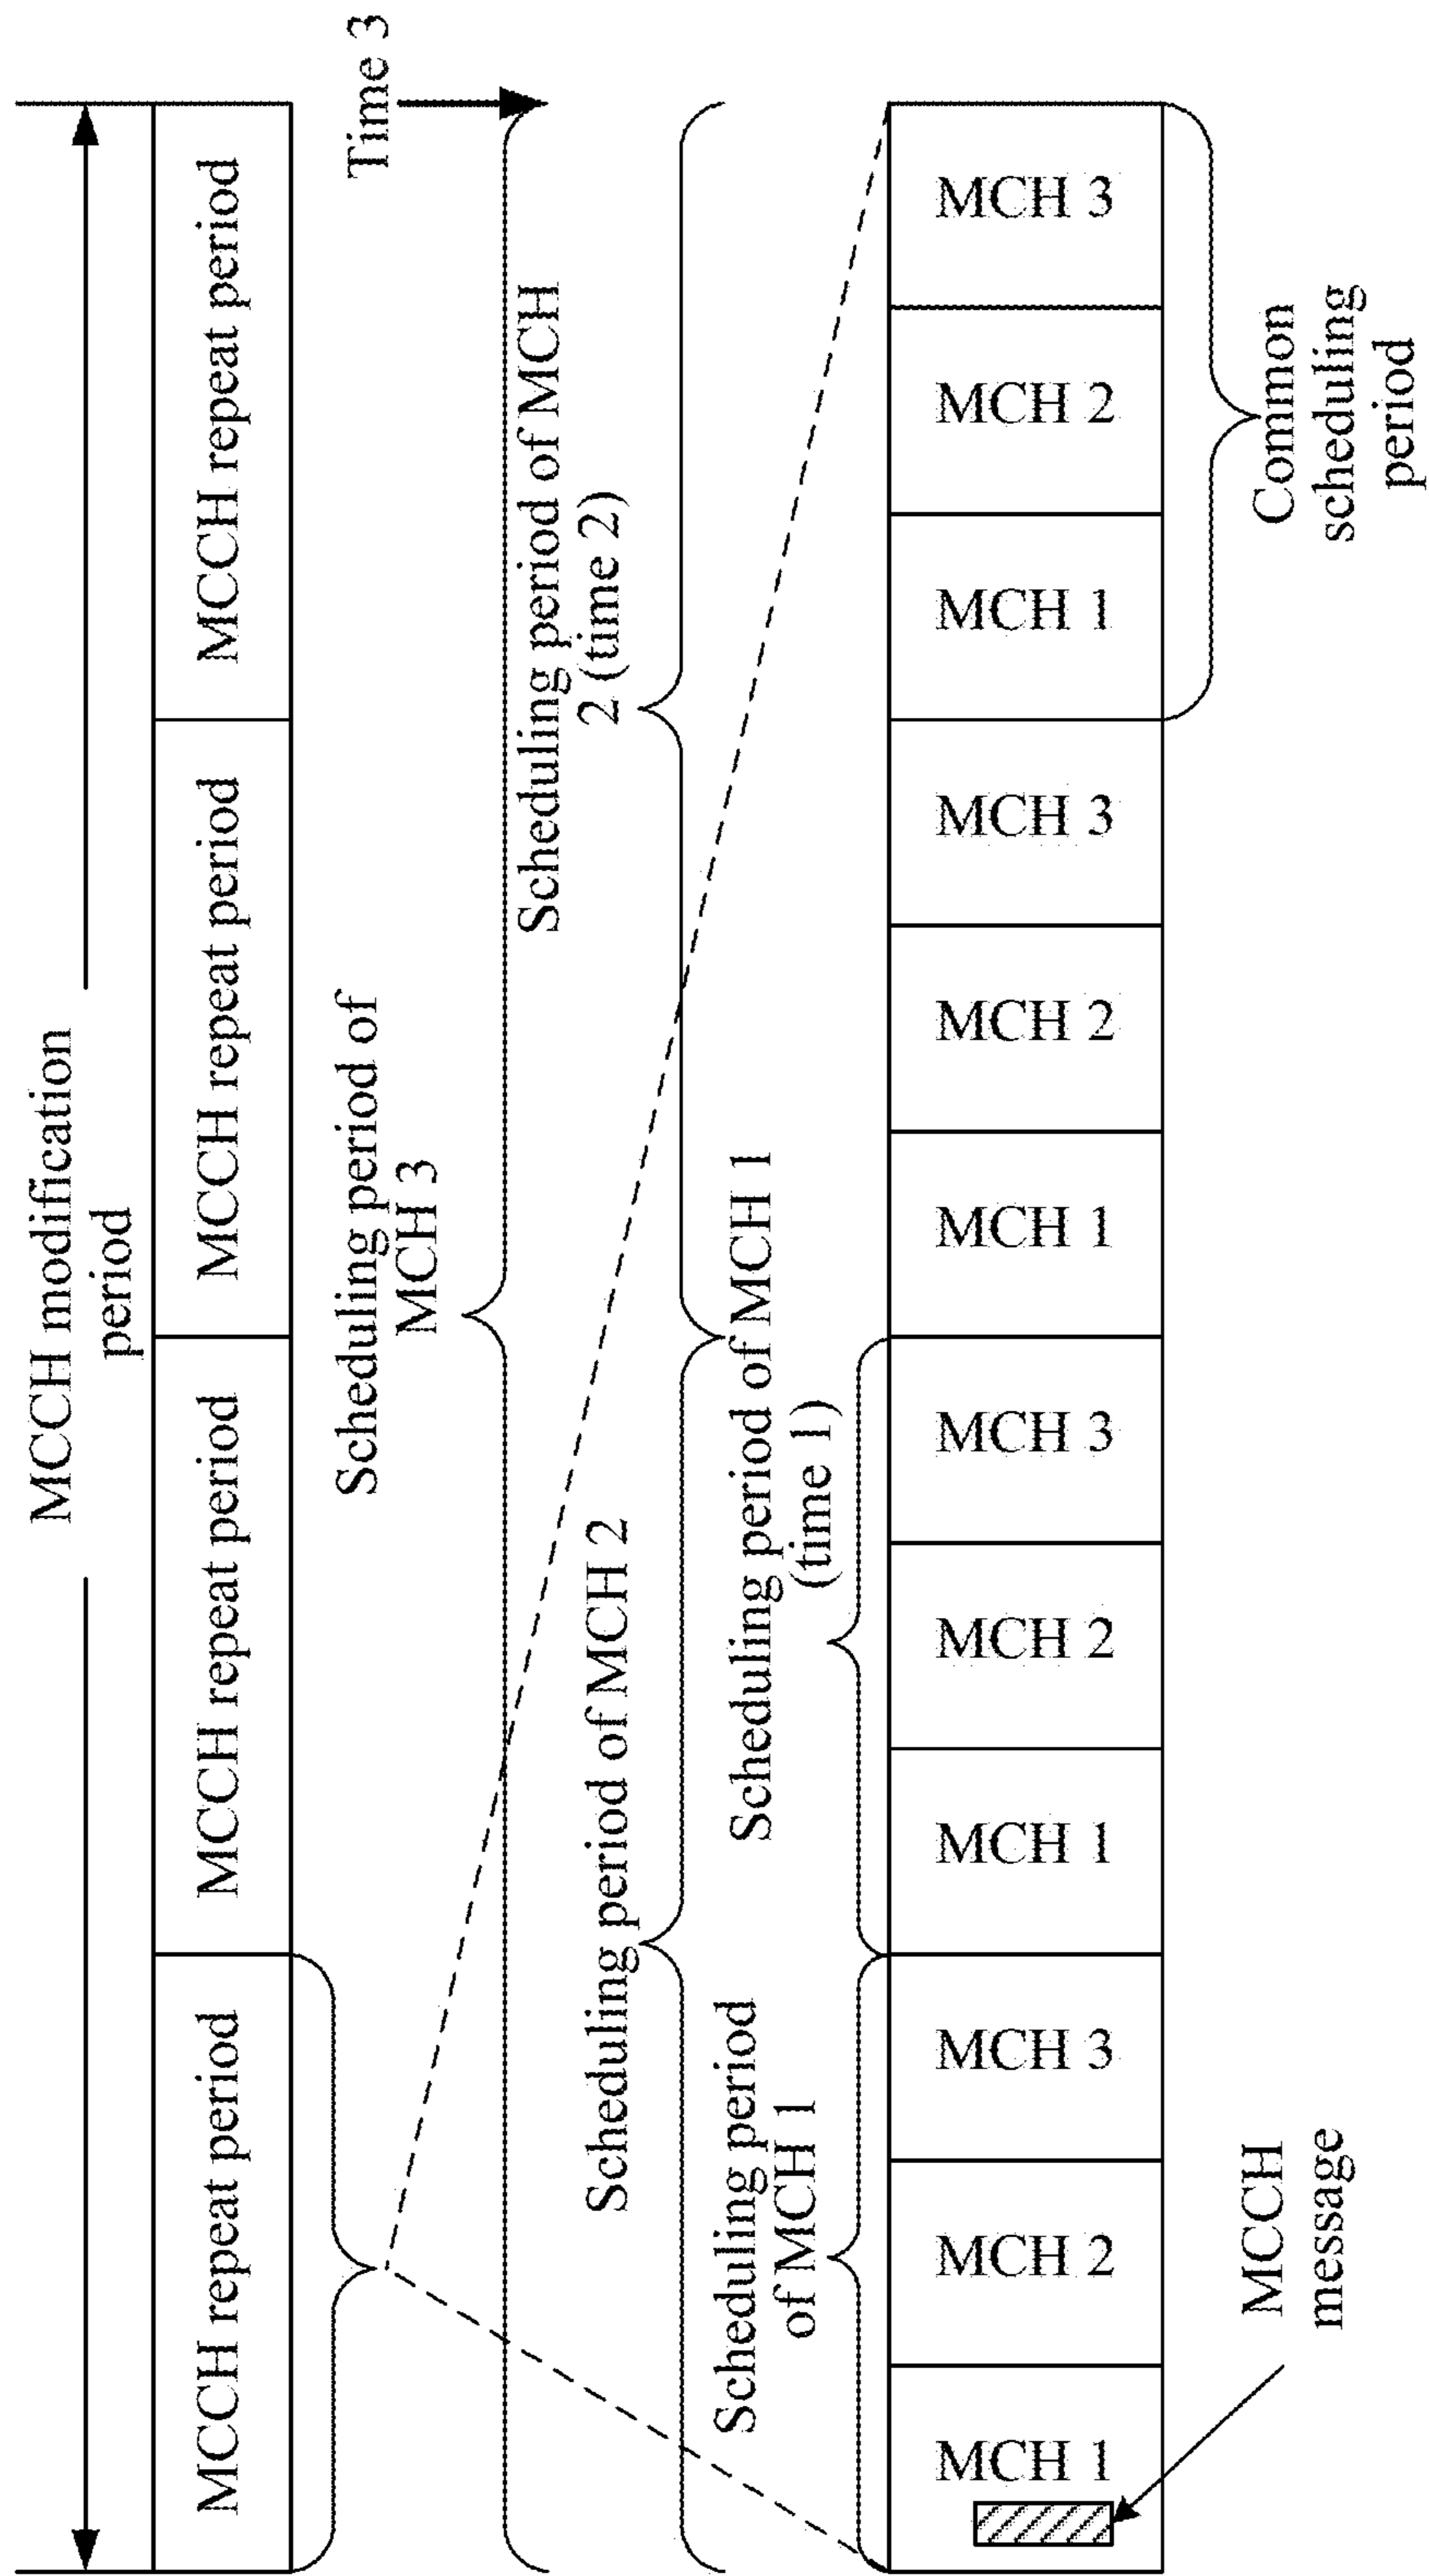 MCCH modification
period
MCCH repeat period
MCCH repeat period
MCCH repeat period
MCCH repeat period
Time 3
Scheduling period of
MCH 3
Scheduling period of MCH
2 (time 2)
Scheduling period of MCH 2
Scheduling period of MCH 1
(time 1)
Scheduling period
of MCH 1
MCH 1
MCH 2
MCH 3
MCH 1
MCH 2
MCH 3
MCH 1
MCH 2
MCH 3
MCH 1
MCH 2
MCH 3
MCCH
message
Common
scheduling
period